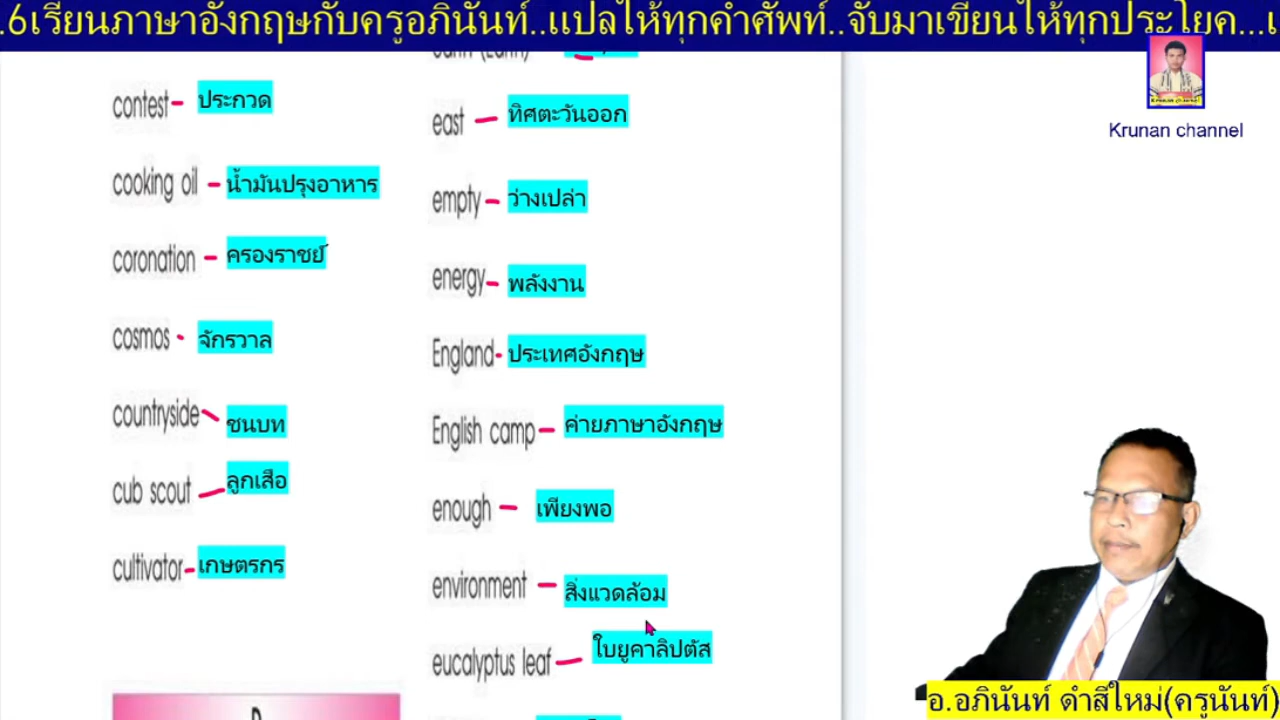 .6เรียนภาษาอังกฤษกับครูอภินันท์..แปลให้ทุกคำศัพท์..จับมาเขียนให้ทุกประโยค...เ
Krunan channel
contest - ประกวด
cooking oil - น้ำมันปรุงอาหาร
coronation - ครองราชย์
cosmos - จักรวาล
countryside - ชนบท
cub scout - ลูกเสือ
cultivator - เกษตรกร
D
earth (Earth)
east - ทิศตะวันออก
empty - ว่างเปล่า
energy - พลังงาน
England - ประเทศอังกฤษ
English camp - ค่ายภาษาอังกฤษ
enough - เพียงพอ
environment - สิ่งแวดล้อม
eucalyptus leaf - ใบยูคาลิปตัส
อ.อภินันท์ ดำสีใหม่(ครูนันท์)